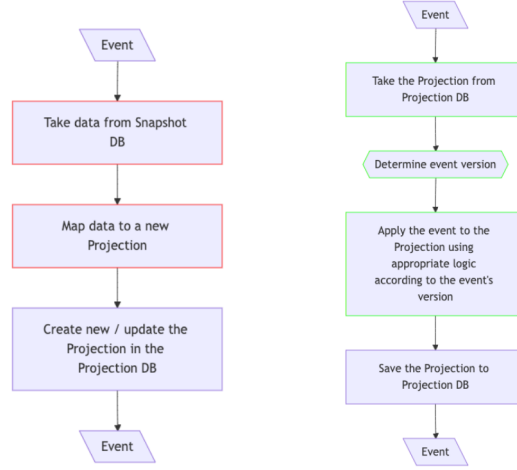 Event
Take data from Snapshot
DB
Map data to a new
Projection
Create new / update the
Projection in the
Projection DB
Event
Event
Take the Projection from
Projection DB
Determine event version
Apply the event to the
Projection using
appropriate logic
according to the event's
version
Save the Projection to
Projection DB
Event